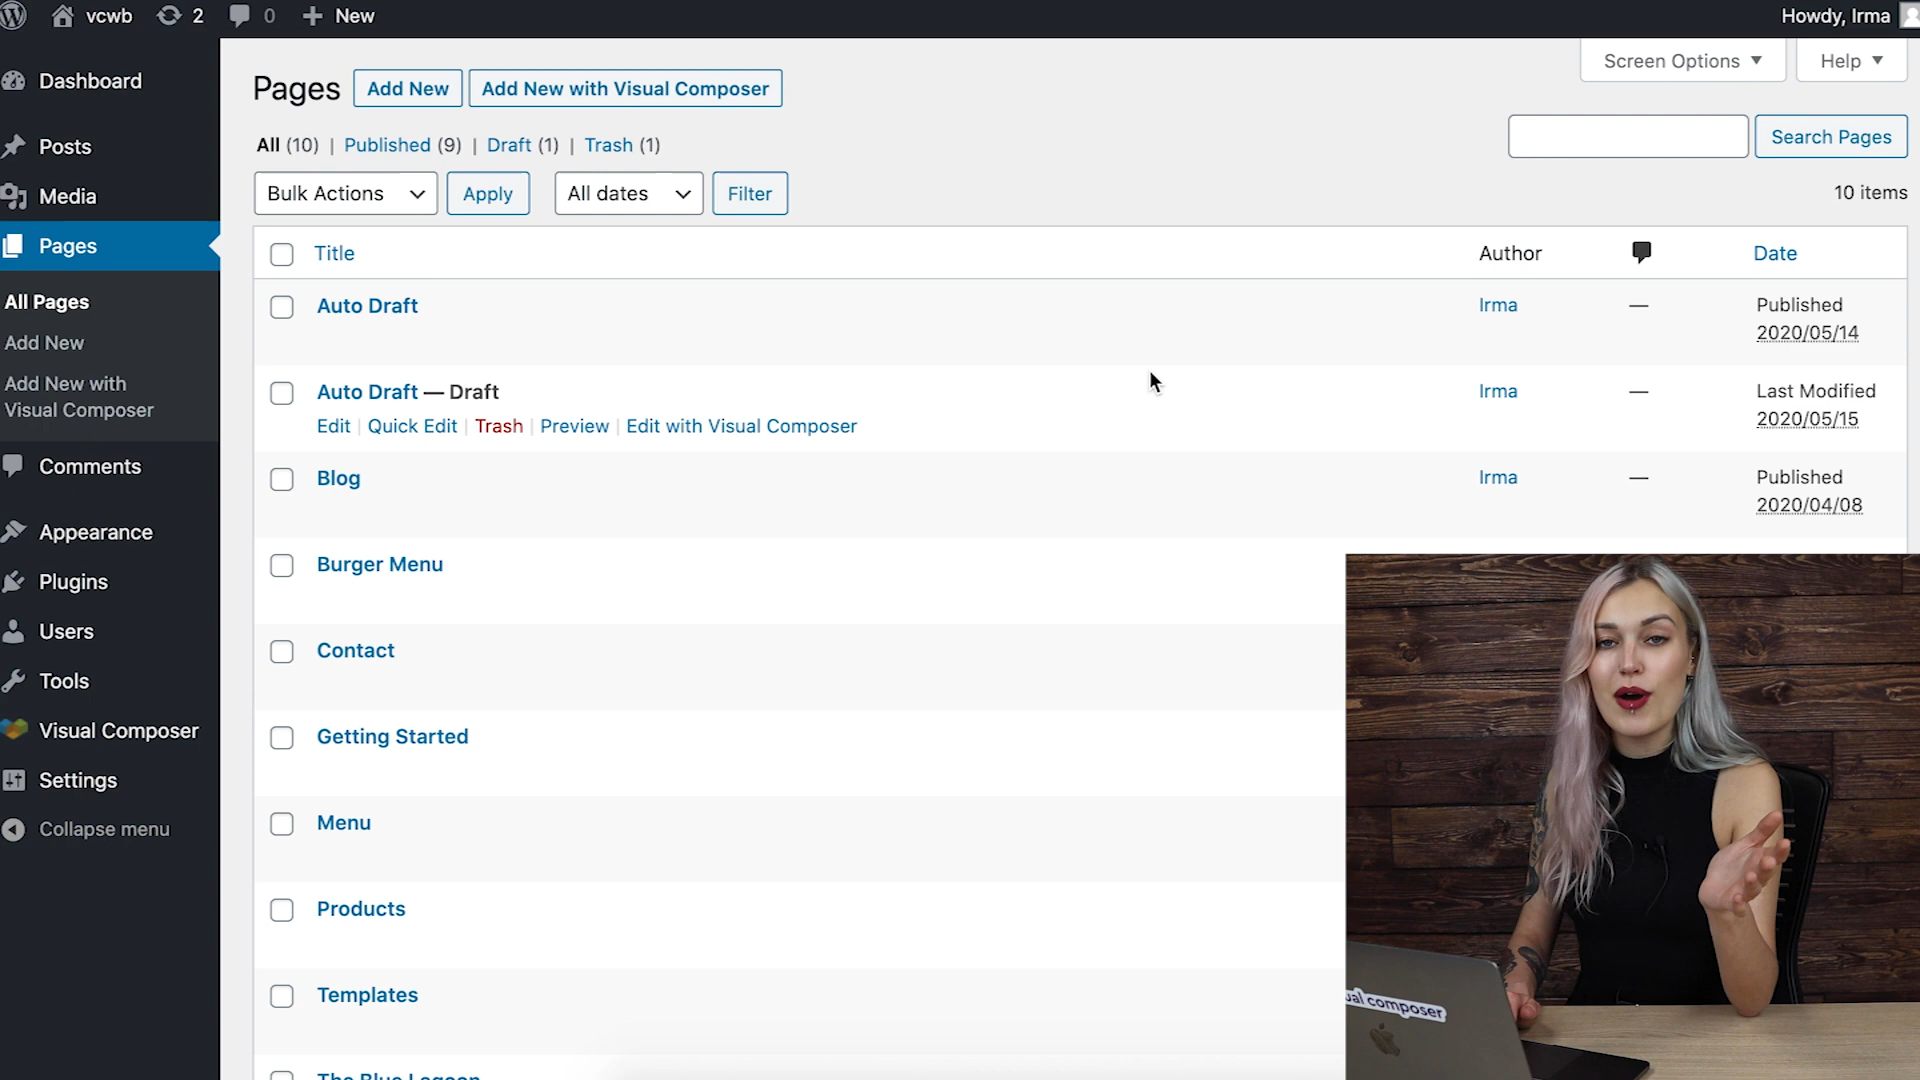 vcwb 2 0 + New Howdy, Irma
Screen Options Help
Dashboard
Posts
Media
Pages
All Pages
Add New
Add New with
Visual Composer
Comments
Appearance
Plugins
Users
Tools
Visual Composer
Settings
Collapse menu
Pages Add New Add New with Visual Composer
All (10) | Published (9) | Draft (1) | Trash (1)
Search Pages
Bulk Actions Apply All dates Filter 10 items
Title Author Date
Auto Draft Irma — Published
2020/05/14
Auto Draft — Draft Irma — Last Modified
2020/05/15
Edit | Quick Edit | Trash | Preview | Edit with Visual Composer
Blog Irma — Published
2020/04/08
Burger Menu
Contact
Getting Started
Menu
Products
Templates
The Blue Lagoon
ual composer